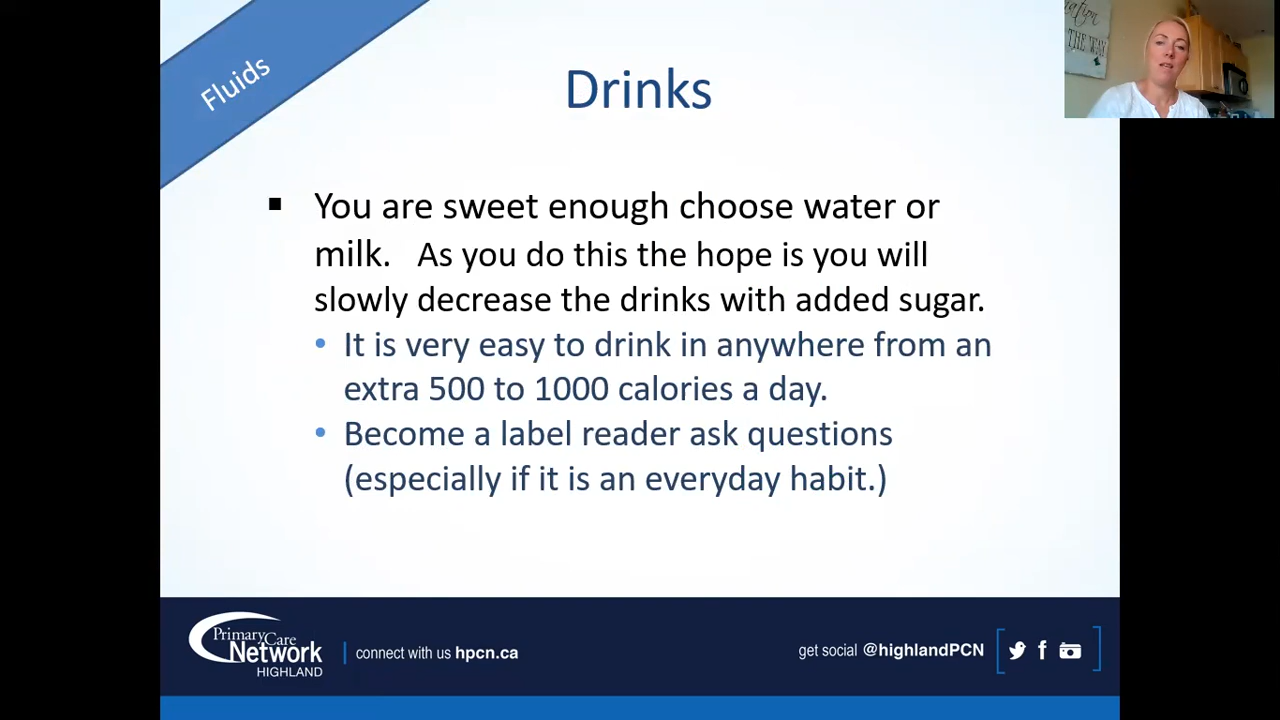 Fluids
Drinks
▪ You are sweet enough choose water or
milk. As you do this the hope is you will
slowly decrease the drinks with added sugar.
• It is very easy to drink in anywhere from an
extra 500 to 1000 calories a day.
• Become a label reader ask questions
(especially if it is an everyday habit.)
PrimaryCare
Network
HIGHLAND
connect with us hpcn.ca
get social @highlandPCN
THE WAY